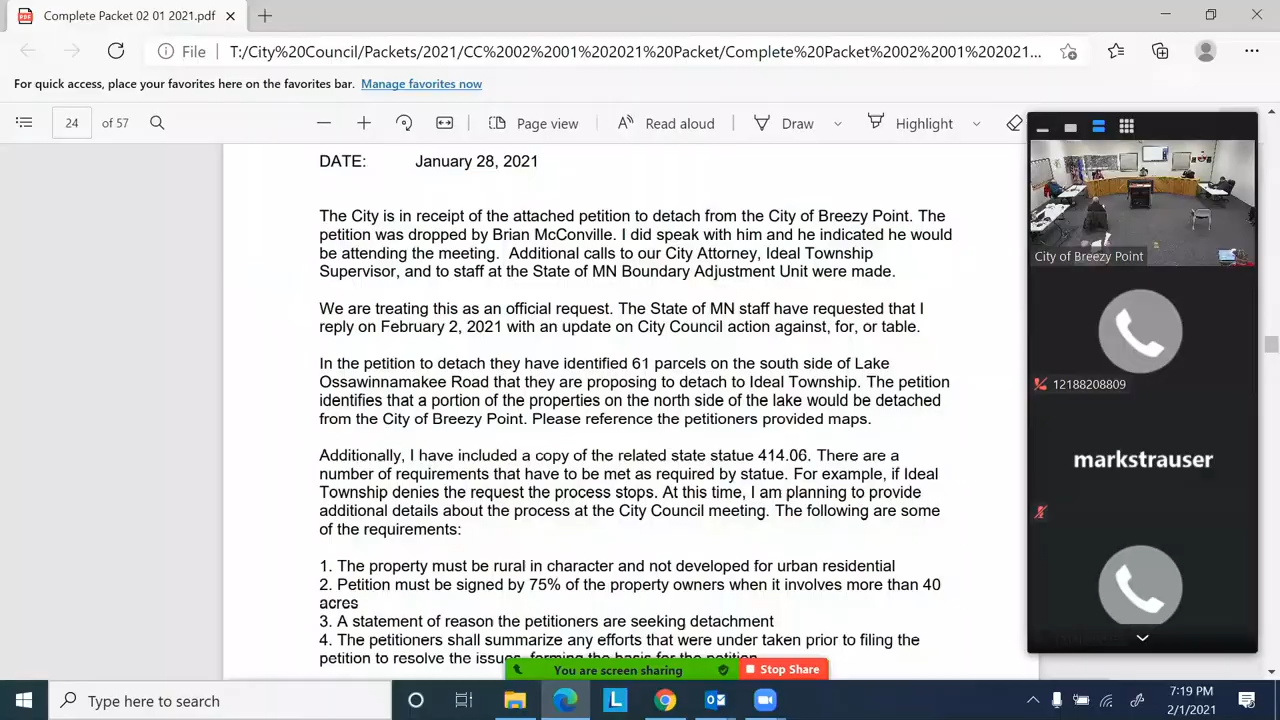 Complete Packet 02 01 2021.pdf
File
T:/City%20Council/Packets/2021/CC%2002%2001%202021%20Packet/Complete%20Packet%2002%2001%202021...
For quick access, place your favorites here on the favorites bar. Manage favorites now
24 of 57
Page view
Read aloud
Draw
Highlight
DATE: January 28, 2021
The City is in receipt of the attached petition to detach from the City of Breezy Point. The
petition was dropped by Brian McConville. I did speak with him and he indicated he would
be attending the meeting. Additional calls to our City Attorney, Ideal Township
Supervisor, and to staff at the State of MN Boundary Adjustment Unit were made.
We are treating this as an official request. The State of MN staff have requested that I
reply on February 2, 2021 with an update on City Council action against, for, or table.
In the petition to detach they have identified 61 parcels on the south side of Lake
Ossawinnamakee Road that they are proposing to detach to Ideal Township. The petition
identifies that a portion of the properties on the north side of the lake would be detached
from the City of Breezy Point. Please reference the petitioners provided maps.
Additionally, I have included a copy of the related state statue 414.06. There are a
number of requirements that have to be met as required by statue. For example, if Ideal
Township denies the request the process stops. At this time, I am planning to provide
additional details about the process at the City Council meeting. The following are some
of the requirements:
1. The property must be rural in character and not developed for urban residential
2. Petition must be signed by 75% of the property owners when it involves more than 40
acres
3. A statement of reason the petitioners are seeking detachment
4. The petitioners shall summarize any efforts that were under taken prior to filing the
petition to resolve the issues, forming the basis for the petition
City of Breezy Point
12188208809
markstrauser
You are screen sharing
Stop Share
Type here to search
7:19 PM
2/1/2021